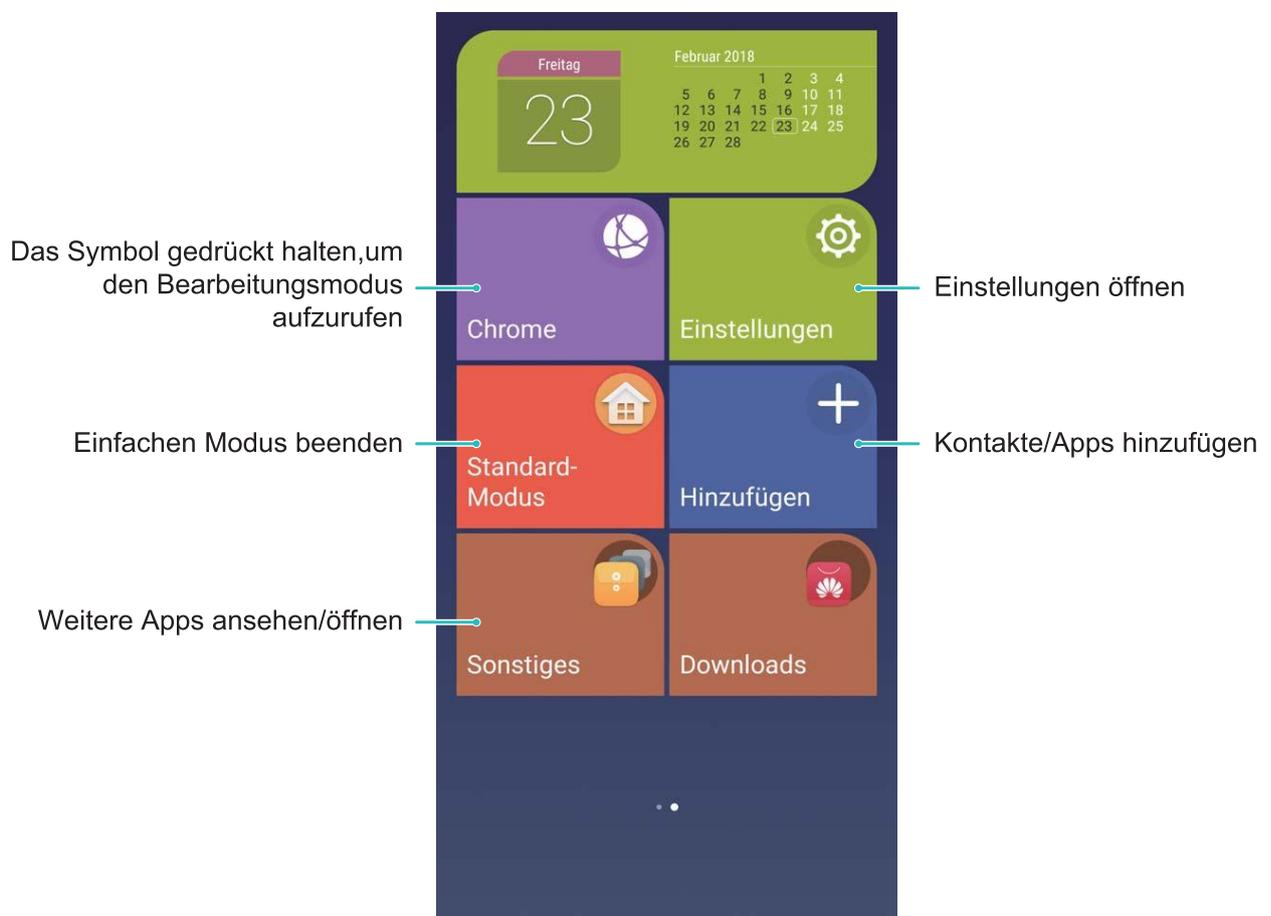 Freitag
23
Februar 2018
1 2 3 4
5 6 7 8 9 10 11
12 13 14 15 16 17 18
19 20 21 22 23 24 25
26 27 28
Das Symbol gedrückt halten,um
den Bearbeitungsmodus
aufzurufen
Chrome
Einstellungen
Einstellungen öffnen
Einfachen Modus beenden
Standard-
Modus
Hinzufügen
Kontakte/Apps hinzufügen
Weitere Apps ansehen/öffnen
Sonstiges
Downloads